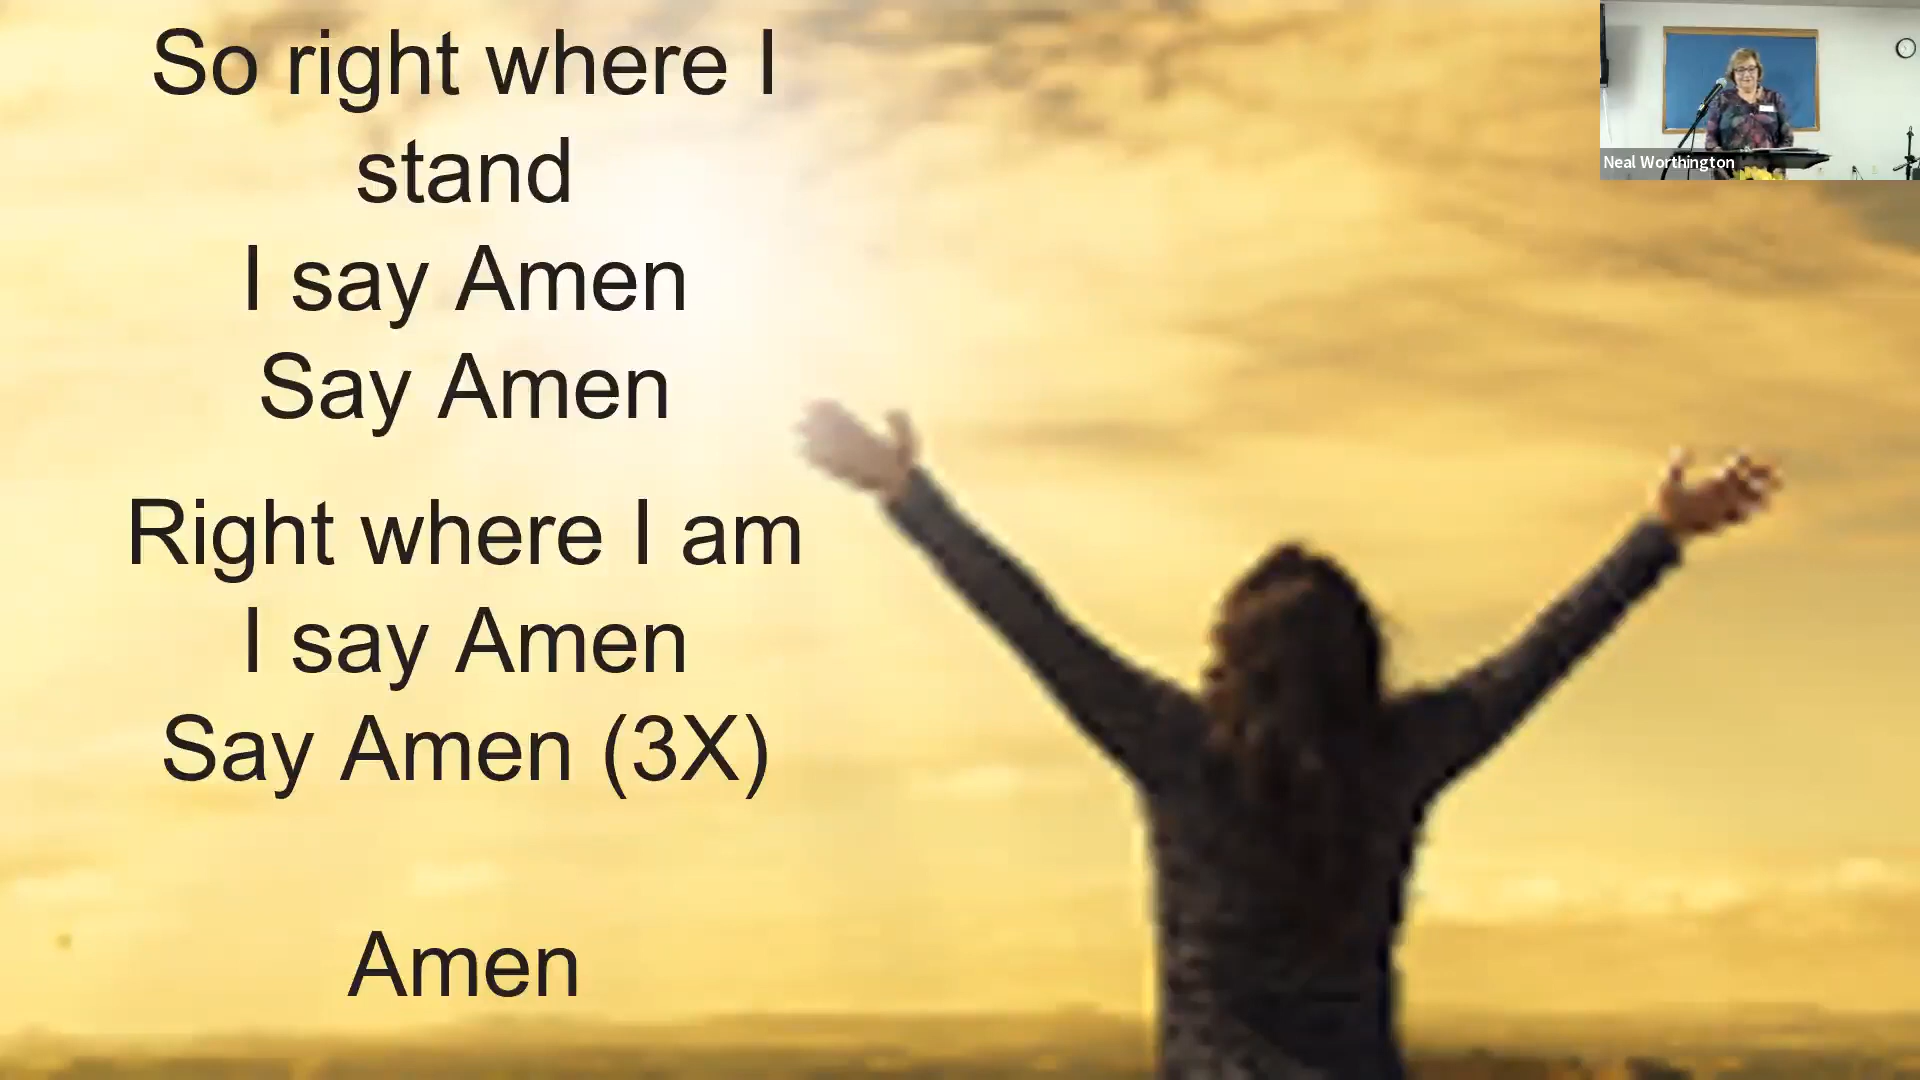 So right where I
stand
I say Amen
Say Amen
Right where I am
I say Amen
Say Amen (3X)
Amen
Neal Worthington